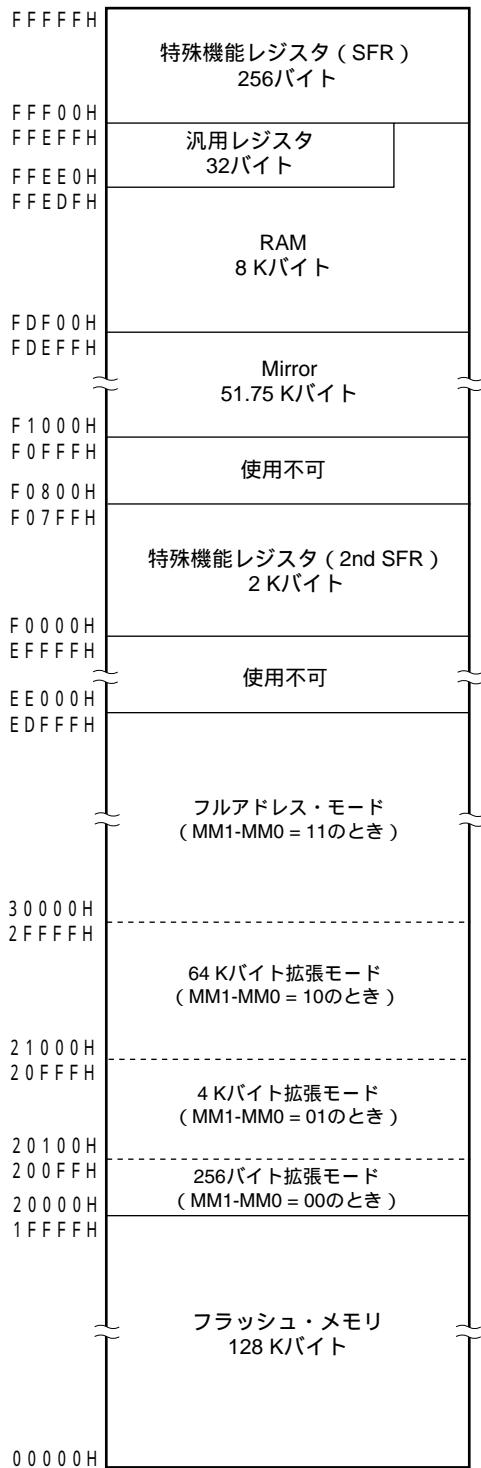 FFFFFH
特殊機能レジスタ（SFR）
256バイト
FFF00H
FFEFFH
汎用レジスタ
32バイト
FFEE0H
FFEDFH
RAM
8 Kバイト
FDF00H
FDEFFH
Mirror
51.75 Kバイト
F1000H
F0FFFH
使用不可
F0800H
F07FFH
特殊機能レジスタ（2nd SFR）
2 Kバイト
F0000H
EFFFFH
使用不可
EE000H
EDFFFH
フルアドレス・モード
（MM1-MM0 = 11のとき）
30000H
2FFFFH
64 Kバイト拡張モード
（MM1-MM0 = 10のとき）
21000H
20FFFH
4 Kバイト拡張モード
（MM1-MM0 = 01のとき）
20100H
200FFH
256バイト拡張モード
（MM1-MM0 = 00のとき）
20000H
1FFFFH
フラッシュ・メモリ
128 Kバイト
00000H